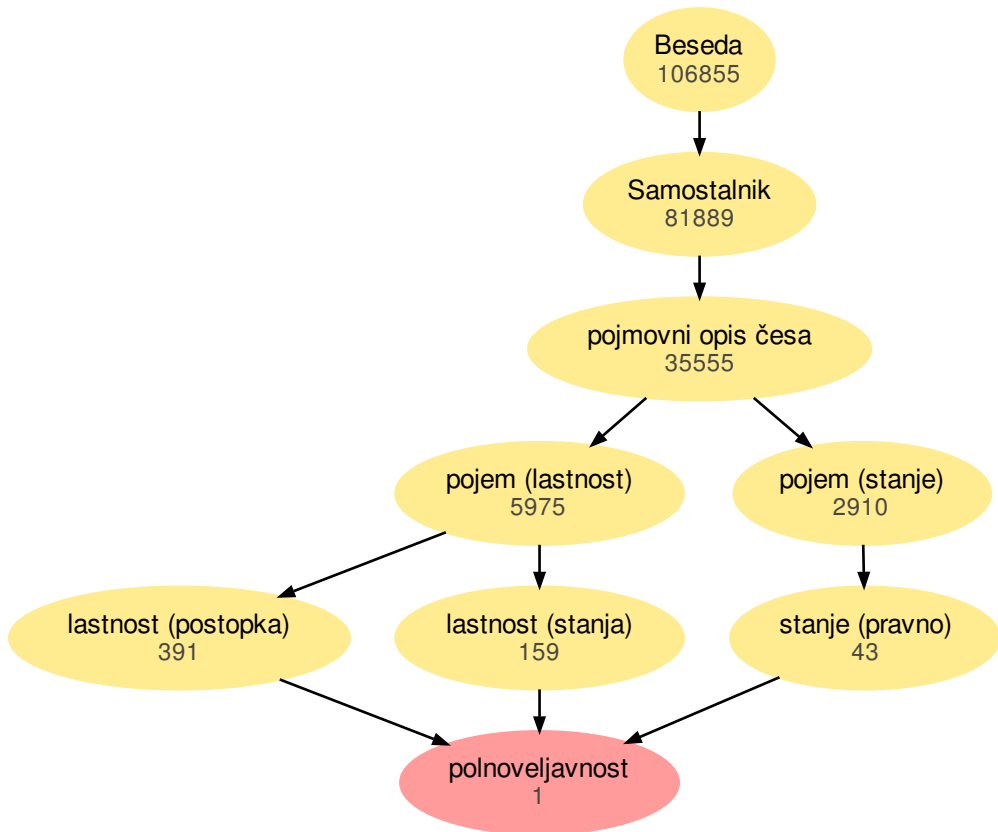 Beseda
106855
Samostalnik
81889
pojmovni opis česa
35555
pojem (lastnost)
5975
pojem (stanje)
2910
lastnost (postopka)
391
lastnost (stanja)
159
stanje (pravno)
43
polnoveljavnost
1